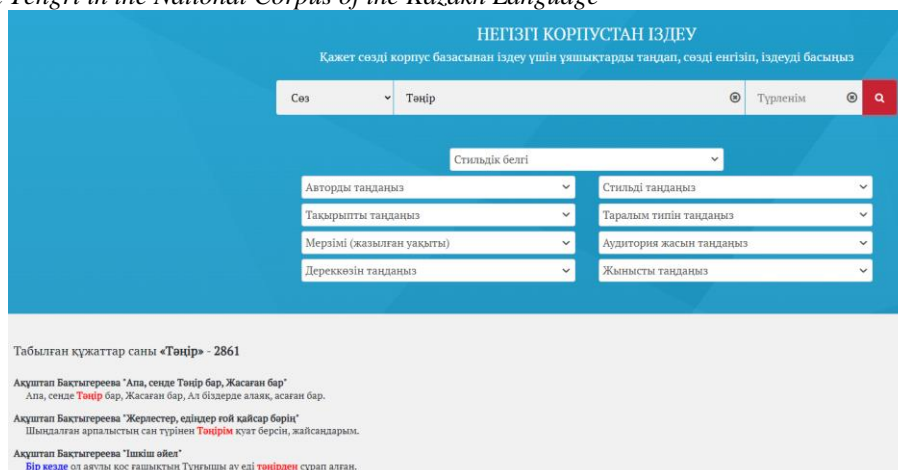 Tengri in the National Corpus of the Kazakh Language
НЕГІЗГІ КОРПУСТАН ІЗДЕУ
Қажет сөзді корпус базасынан іздеу үшін ұяшықтарды таңдап, сөзді енгізіп, іздеуді басыңыз
Сөз Тәңір Түрленім
Стильдік белгі
Авторды таңдаңыз Стильді таңдаңыз
Тақырыпты таңдаңыз Таралым типін таңдаңыз
Мерзімі (жазылған уақыты) Аудитория жасын таңдаңыз
Дереккөзін таңдаңыз Жынысты таңдаңыз
Табылған құжаттар саны «Тәңір» - 2861
Ақұштап Бақтыгереева "Апа, сенде Тәңір бар, Жасаған бар"
Апа, сенде Тәңір бар, Жасаған бар, Ал біздерде алаяқ, асаған бар.
Ақұштап Бақтыгереева "Жерлестер, едіңдер ғой қайсар бәрің"
Шыңдалған арпалыстың сан түрінен Тәңірім қуат берсін, жайсаңдарым.
Ақұштап Бақтыгереева "Ішкіш әйел"
Бір кезде ол аяулы қос ғашықтың Тұңғышы ау еді тәңірден сұрап алған.